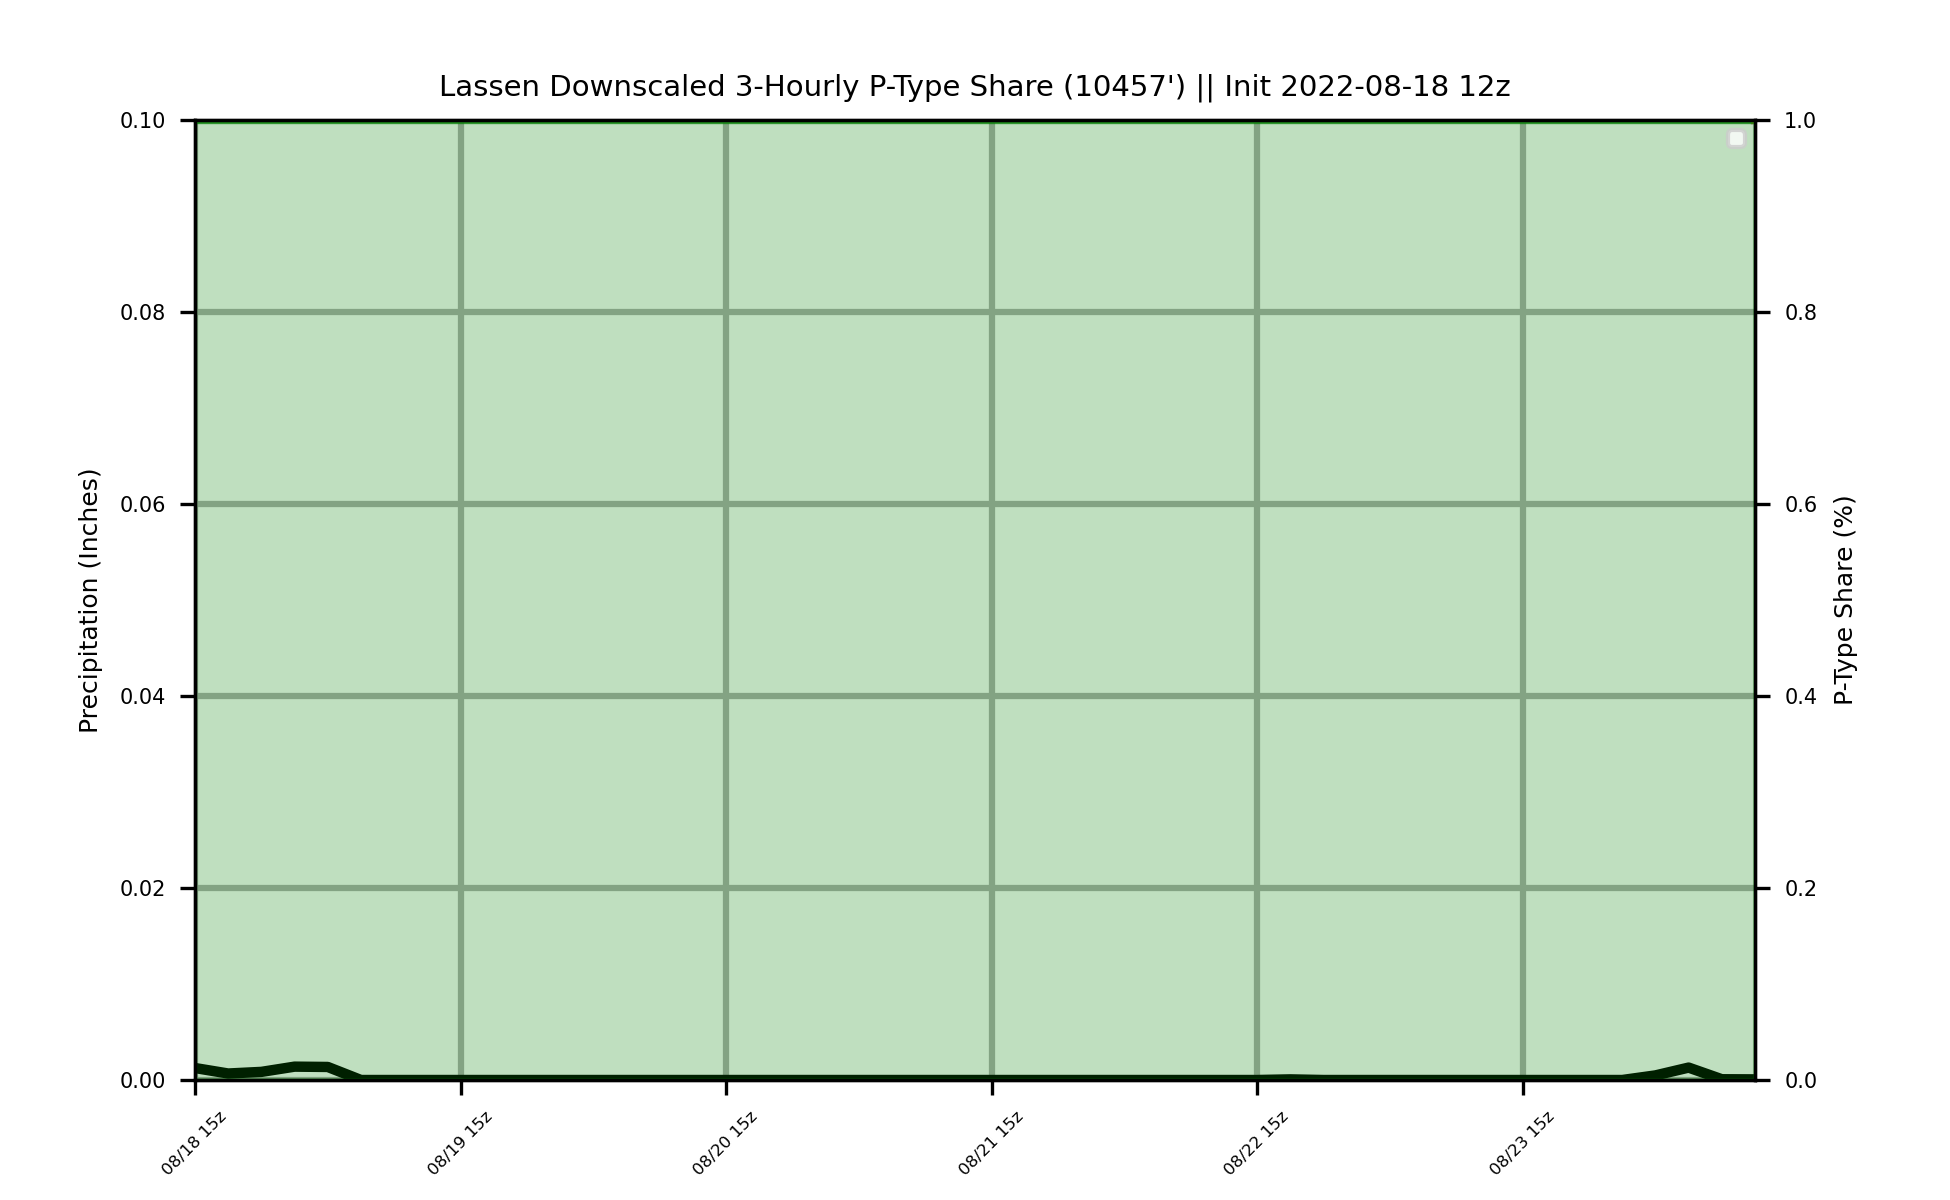 Lassen Downscaled 3-Hourly P-Type Share (10457') || Init 2022-08-18 12z
Precipitation (Inches)
0.10
0.08
0.06
0.04
0.02
0.00
1.0
0.8
0.6
0.4
0.2
0.0
P-Type Share (%)
08/18 15z
08/19 15z
08/20 15z
08/21 15z
08/22 15z
08/23 15z